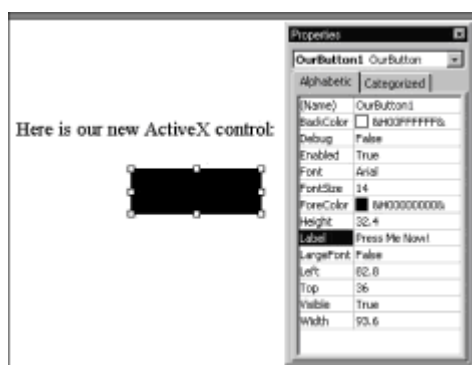 Properties
OurButton1 OurButton
Alphabetic Categorized
(Name) OurButton1
BackColor &H00FFFFFF&
Debug False
Enabled True
Font Arial
FontSize 14
ForeColor &H00000000&
Height 32.4
Label Press Me Now!
LargeFont False
Left 82.8
Top 36
Visible True
Width 93.6
Here is our new ActiveX control: